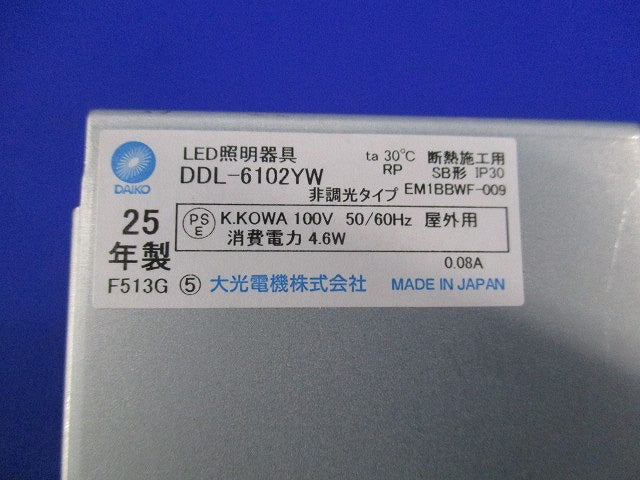 DAIKO
LED照明器具
DDL-6102YW
ta 30℃ 断熱施工用
RP SB形 IP30
非調光タイプ EM1BBWF-009
25
年製
PS
E
K.KOWA 100V 50/60Hz 屋外用
消費電力 4.6W
0.08A
F513G ⑤ 大光電機株式会社 MADE IN JAPAN